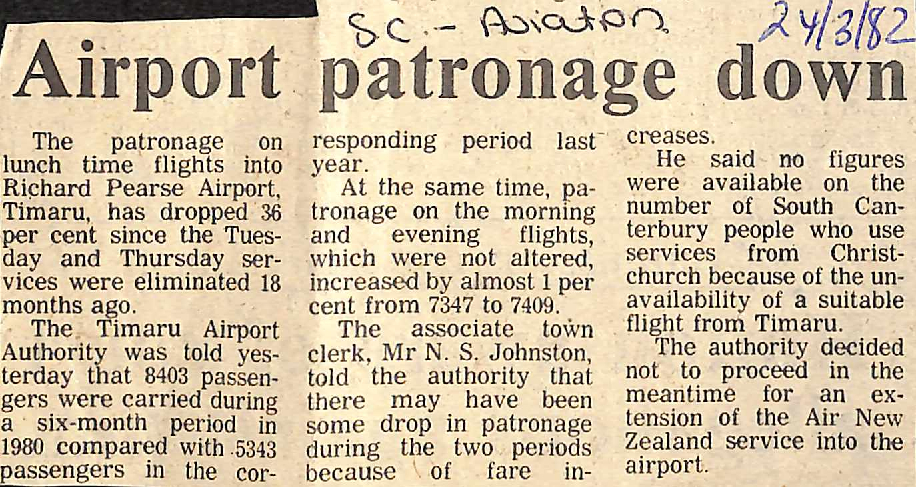 SC - Aviation 24/3/82
Airport patronage down
The patronage on
lunch time flights into
Richard Pearse Airport,
Timaru, has dropped 36
per cent since the Tues-
day and Thursday ser-
vices were eliminated 18
months ago.
The Timaru Airport
Authority was told yes-
terday that 8403 passen-
gers were carried during
a six-month period in
1980 compared with 5343
passengers in the cor-
responding period last
year.
At the same time, pa-
tronage on the morning
and evening flights,
which were not altered,
increased by almost 1 per
cent from 7347 to 7409.
The associate town
clerk, Mr N. S. Johnston,
told the authority that
there may have been
some drop in patronage
during the two periods
because of fare in-
creases.
He said no figures
were available on the
number of South Can-
terbury people who use
services from Christ-
church because of the un-
availability of a suitable
flight from Timaru.
The authority decided
not to proceed in the
meantime for an ex-
tension of the Air New
Zealand service into the
airport.